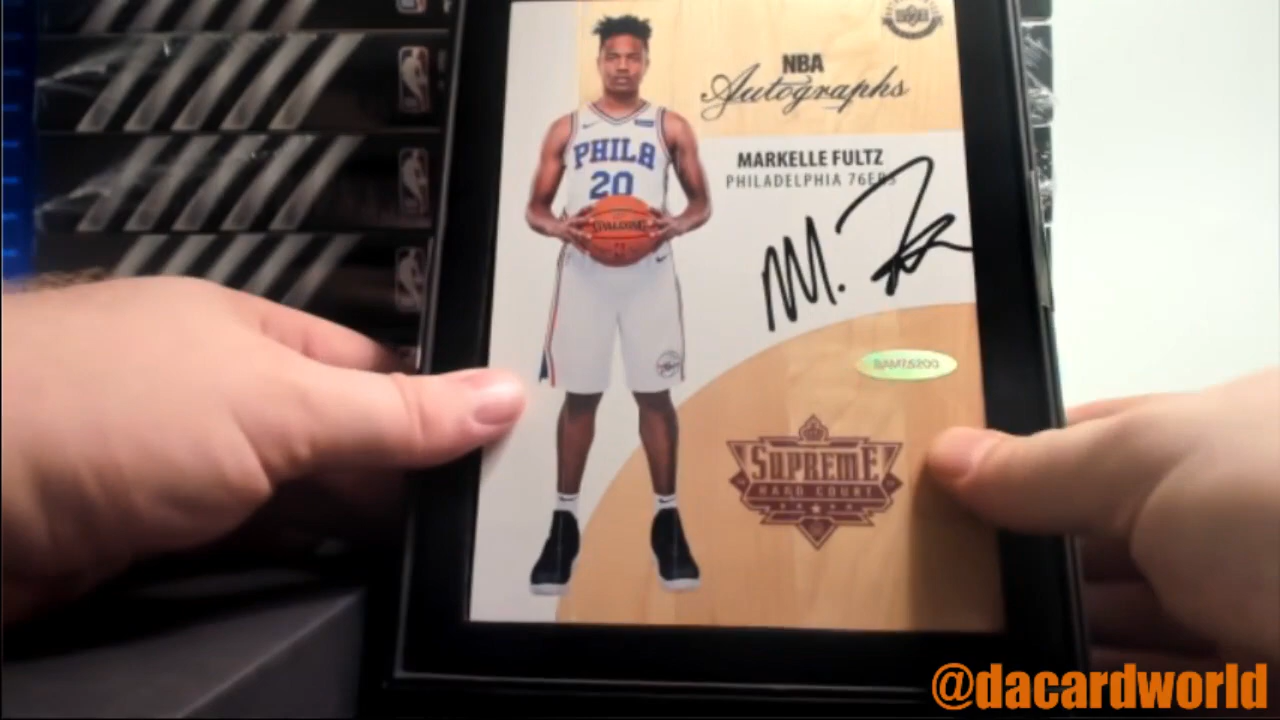 NBA
Autographs
MARKELLE FULTZ
PHILADELPHIA 76ERS
PHILA
20
SPALDING
M. F
SUPREME
HARD COURT
@dacardworld